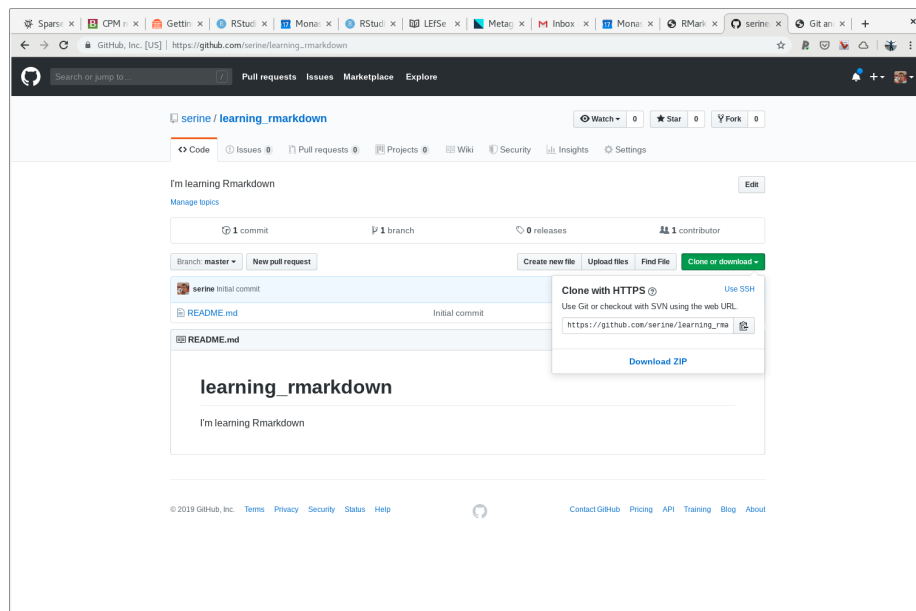 Sparse × CPM n × Gettin × RStudi × Monas × RStudi × LEfSe × Metag × Inbox × Monas × RMark × serine × Git and × + ×
GitHub, Inc. [US] | https://github.com/serine/learning_rmarkdown
Search or jump to... / Pull requests Issues Marketplace Explore
serine / learning_rmarkdown
Watch 0 Star 0 Fork 0
Code Issues 0 Pull requests 0 Projects 0 Wiki Security Insights Settings
I'm learning Rmarkdown Edit
Manage topics
1 commit 1 branch 0 releases 1 contributor
Branch: master New pull request Create new file Upload files Find File Clone or download
serine Initial commit
README.md Initial commit
README.md
Clone with HTTPS Use SSH
Use Git or checkout with SVN using the web URL.
https://github.com/serine/learning_rma
Download ZIP
learning_rmarkdown
I'm learning Rmarkdown
© 2019 GitHub, Inc. Terms Privacy Security Status Help Contact GitHub Pricing API Training Blog About